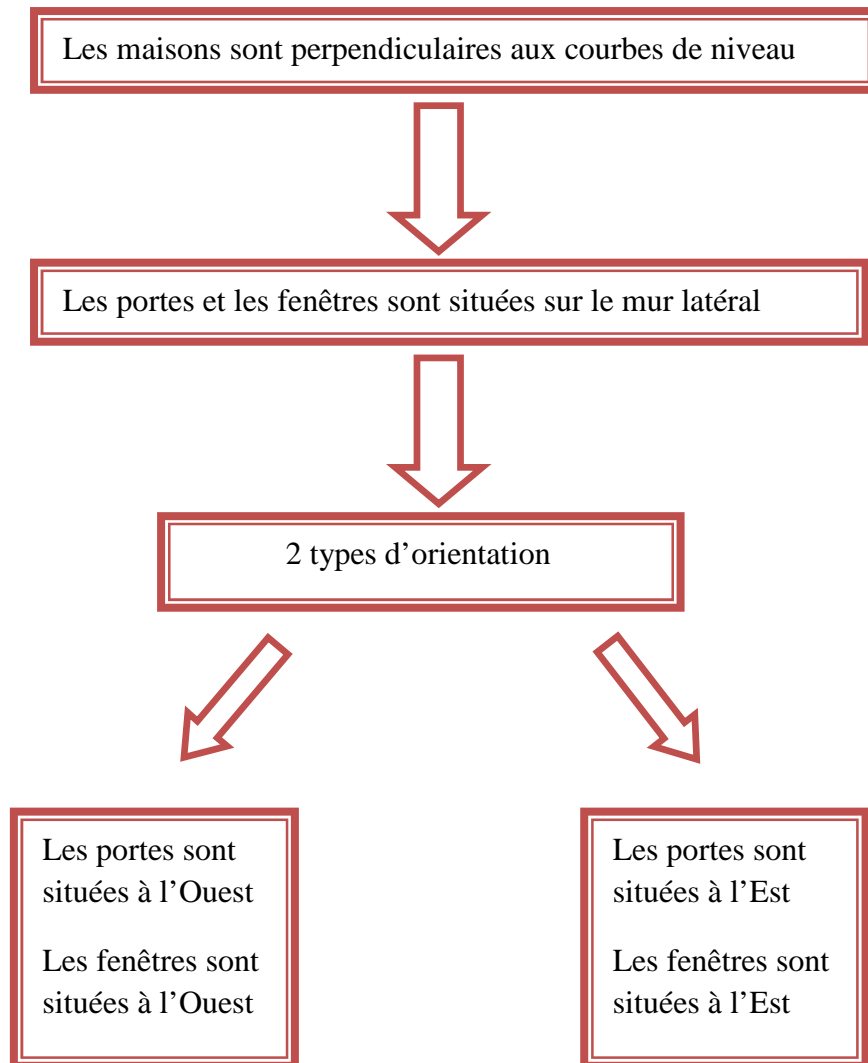 Les maisons sont perpendiculaires aux courbes de niveau
Les portes et les fenêtres sont situées sur le mur latéral
2 types d’orientation
Les portes sont
situées à l’Ouest
Les fenêtres sont
situées à l’Ouest
Les portes sont
situées à l’Est
Les fenêtres sont
situées à l’Est